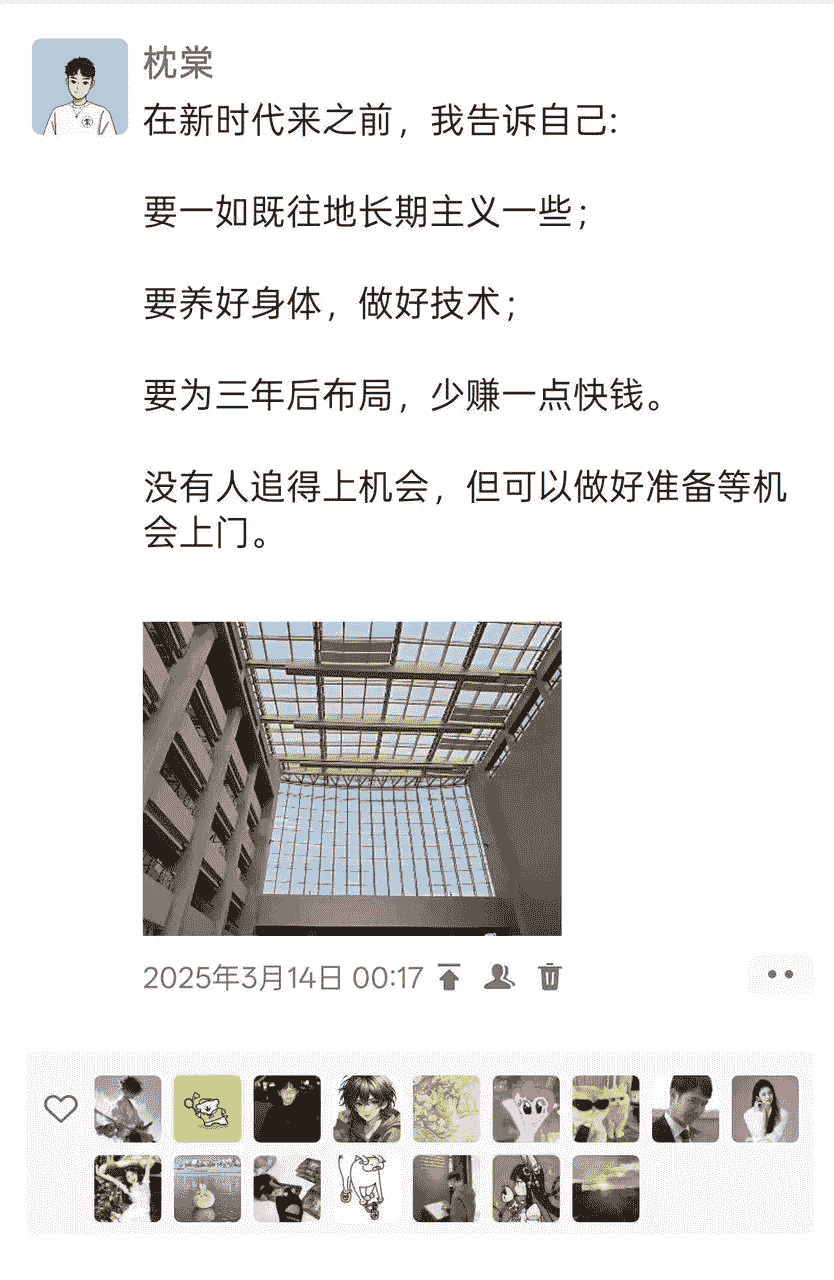 枕棠
在新时代来之前，我告诉自己:
要一如既往地长期主义一些；
要养好身体，做好技术；
要为三年后布局，少赚一点快钱。
没有人追得上机会，但可以做好准备等机
会上门。
2025年3月14日 00:17